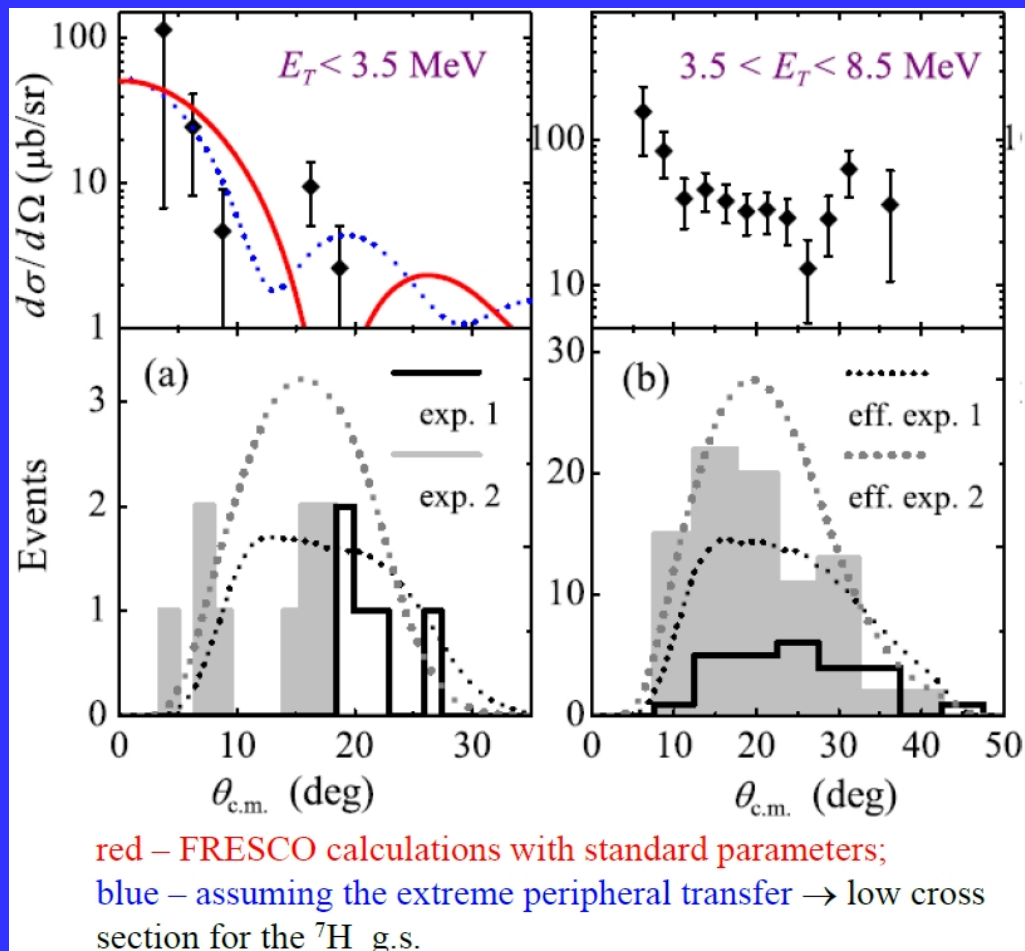 E_T < 3.5 MeV
3.5 < E_T < 8.5 MeV
dσ/dΩ (μb/sr)
100
10
1
100
10
1
(a)
exp. 1
exp. 2
(b)
eff. exp. 1
eff. exp. 2
Events
3
2
1
0
30
20
10
0
0 10 20 30
0 10 20 30 40 50
θ_c.m. (deg)
θ_c.m. (deg)
red – FRESCO calculations with standard parameters;
blue – assuming the extreme peripheral transfer → low cross
section for the ⁷H g.s.